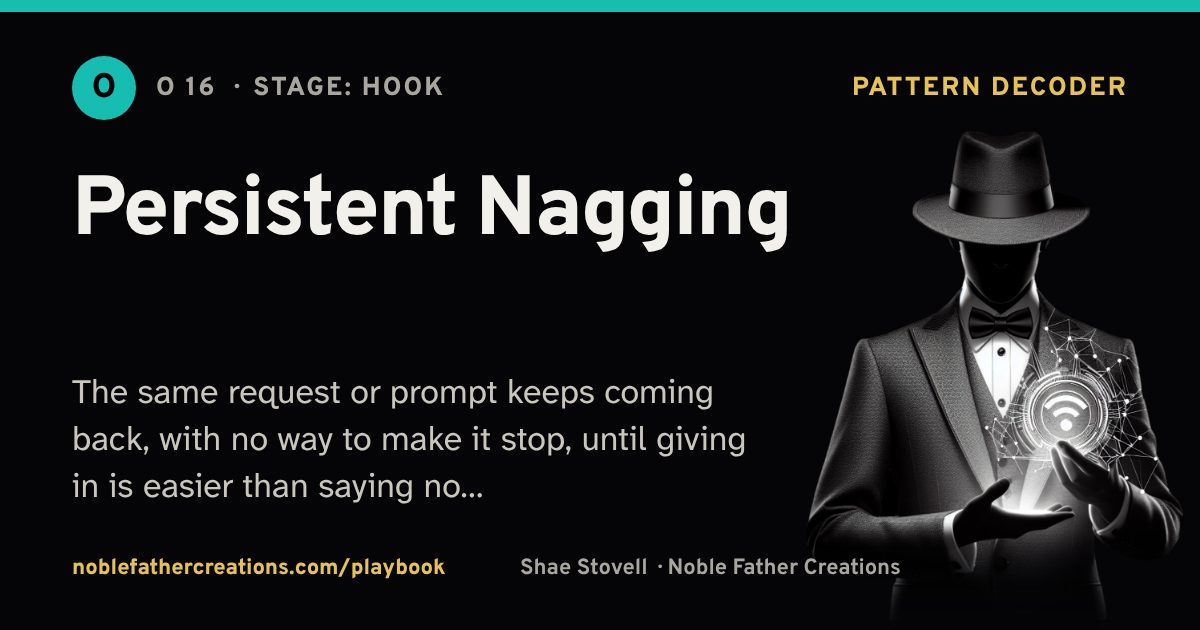 O
O 16 · STAGE: HOOK
PATTERN DECODER
Persistent Nagging
The same request or prompt keeps coming
back, with no way to make it stop, until giving
in is easier than saying no...
noblefathercreations.com/playbook
Shae Stovell · Noble Father Creations